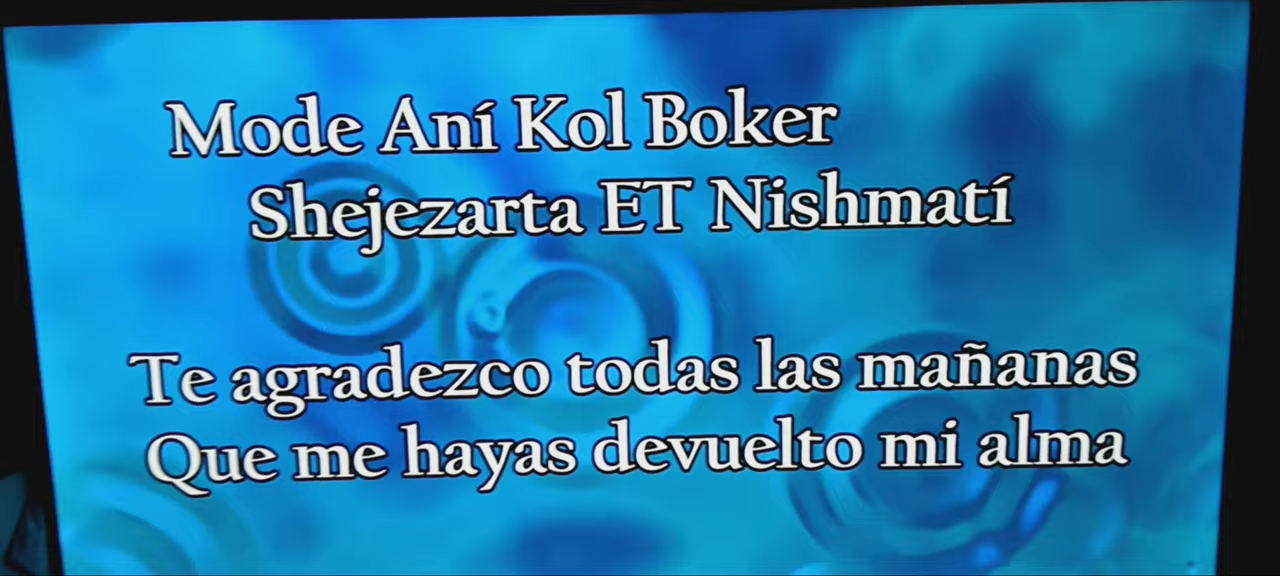 Mode Aní Kol Boker
Shejezarta ET Nishmatí
Te agradezco todas las mañanas
Que me hayas devuelto mi alma